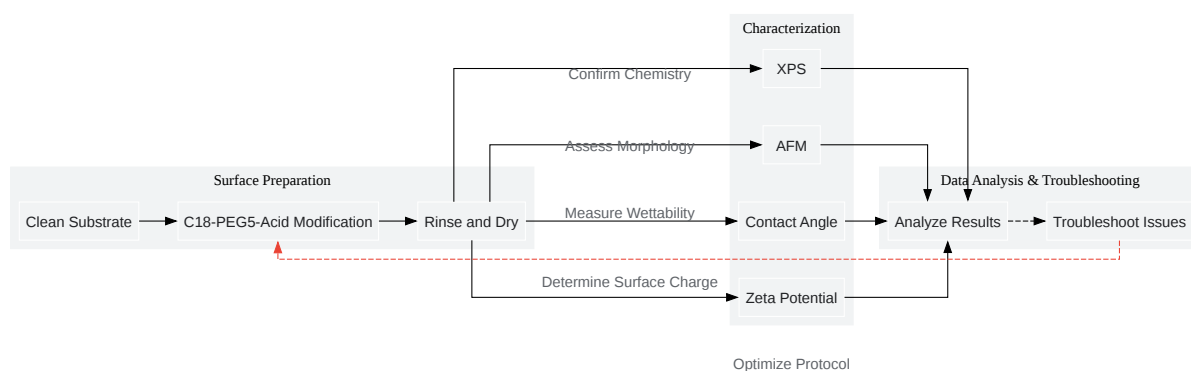 Characterization
XPS
Confirm Chemistry
AFM
Assess Morphology
Surface Preparation
Data Analysis & Troubleshooting
Clean Substrate
C18-PEG5-Acid Modification
Rinse and Dry
Measure Wettability
Contact Angle
Analyze Results
Troubleshoot Issues
Determine Surface Charge
Zeta Potential
Optimize Protocol